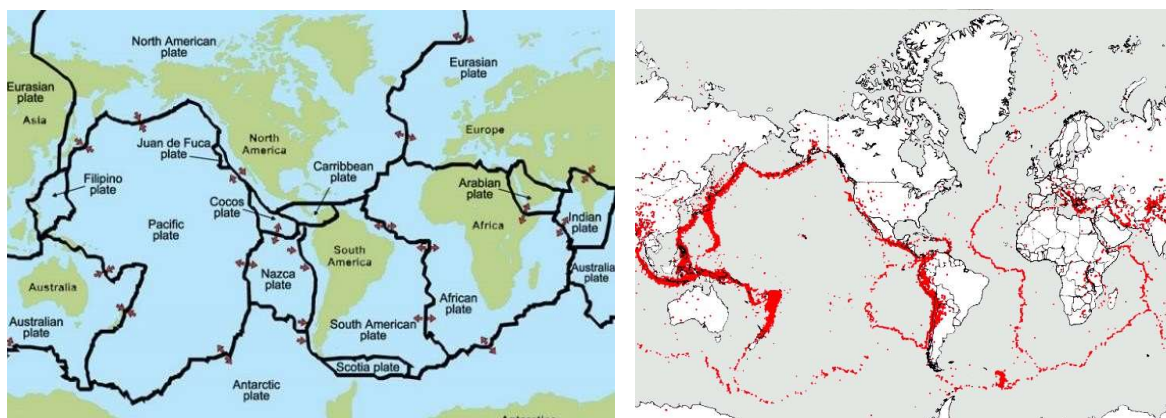 North American
plate
Eurasian
plate
Eurasian
plate
Asia
Europe
Juan de Fuca
plate
North
America
Carribbean
plate
Filipino
plate
Arabian
plate
Cocos
plate
Africa
Indian
plate
Pacific
plate
South
America
Nazca
plate
Australia
Australia
plate
African
plate
Australian
plate
South American
plate
Scotia plate
Antarctic
plate